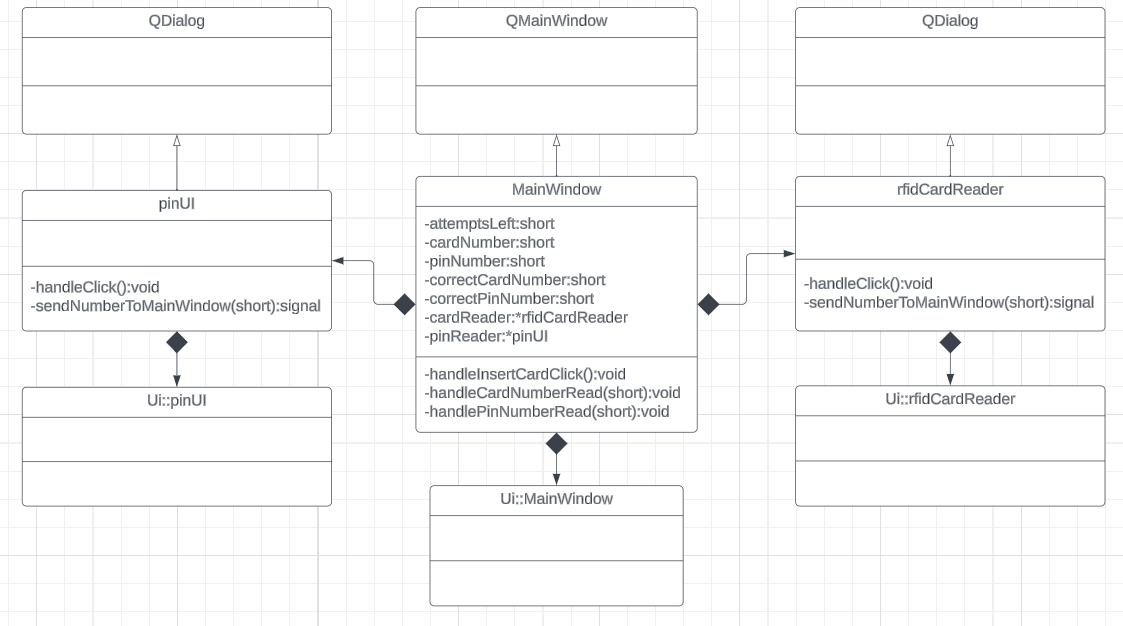 QDialog
QMainWindow
QDialog
pinUI
-handleClick():void
-sendNumberToMainWindow(short):signal
MainWindow
-attemptsLeft:short
-cardNumber:short
-pinNumber:short
-correctCardNumber:short
-correctPinNumber:short
-cardReader:*rfidCardReader
-pinReader:*pinUI
-handleInsertCardClick():void
-handleCardNumberRead(short):void
-handlePinNumberRead(short):void
rfidCardReader
-handleClick():void
-sendNumberToMainWindow(short):signal
Ui::pinUI
Ui::MainWindow
Ui::rfidCardReader